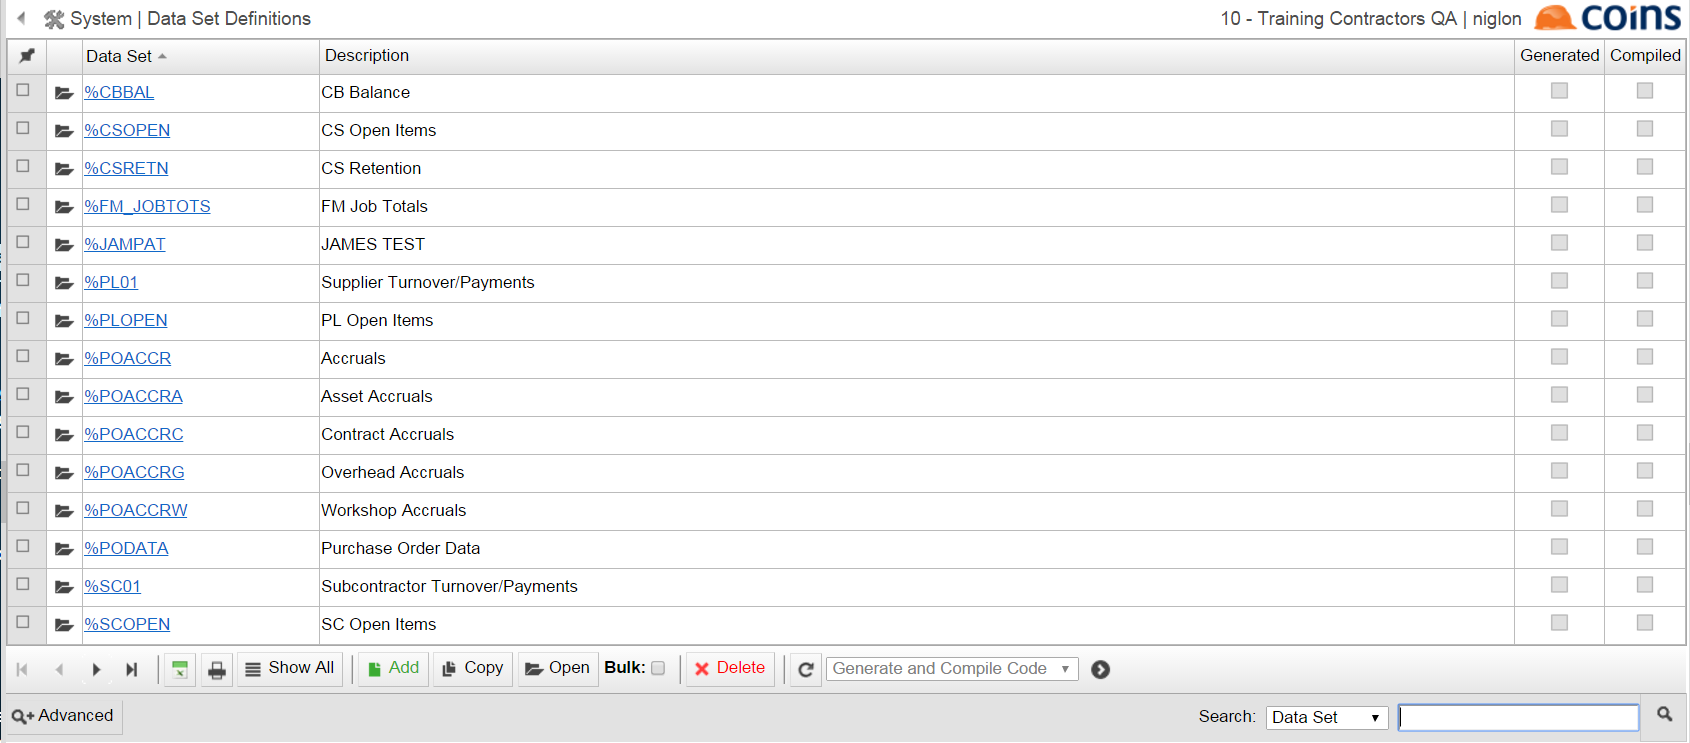 System | Data Set Definitions
10 - Training Contractors QA | niglon
coins
Data Set Description Generated Compiled
%CBBAL CB Balance
%CSOPEN CS Open Items
%CSRETN CS Retention
%FM_JOBTOTS FM Job Totals
%JAMPAT JAMES TEST
%PL01 Supplier Turnover/Payments
%PLOPEN PL Open Items
%POACCR Accruals
%POACCRA Asset Accruals
%POACCRC Contract Accruals
%POACCRG Overhead Accruals
%POACCRW Workshop Accruals
%PODATA Purchase Order Data
%SC01 Subcontractor Turnover/Payments
%SCOPEN SC Open Items
Show All Add Copy Open Bulk: Delete Generate and Compile Code
Advanced Search: Data Set